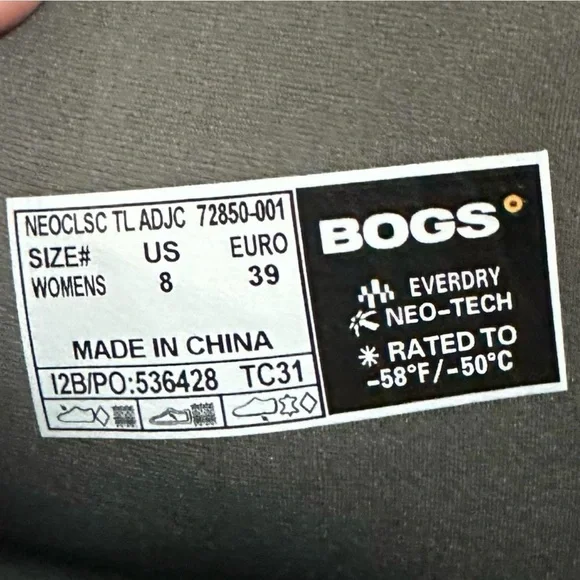 NEOCLSC TL ADJC 72850-001
SIZE# US EURO
WOMENS 8 39
MADE IN CHINA
12B/PO:536428 TC31
BOGS
EVERDRY
NEO-TECH
RATED TO
-58°F/-50°C